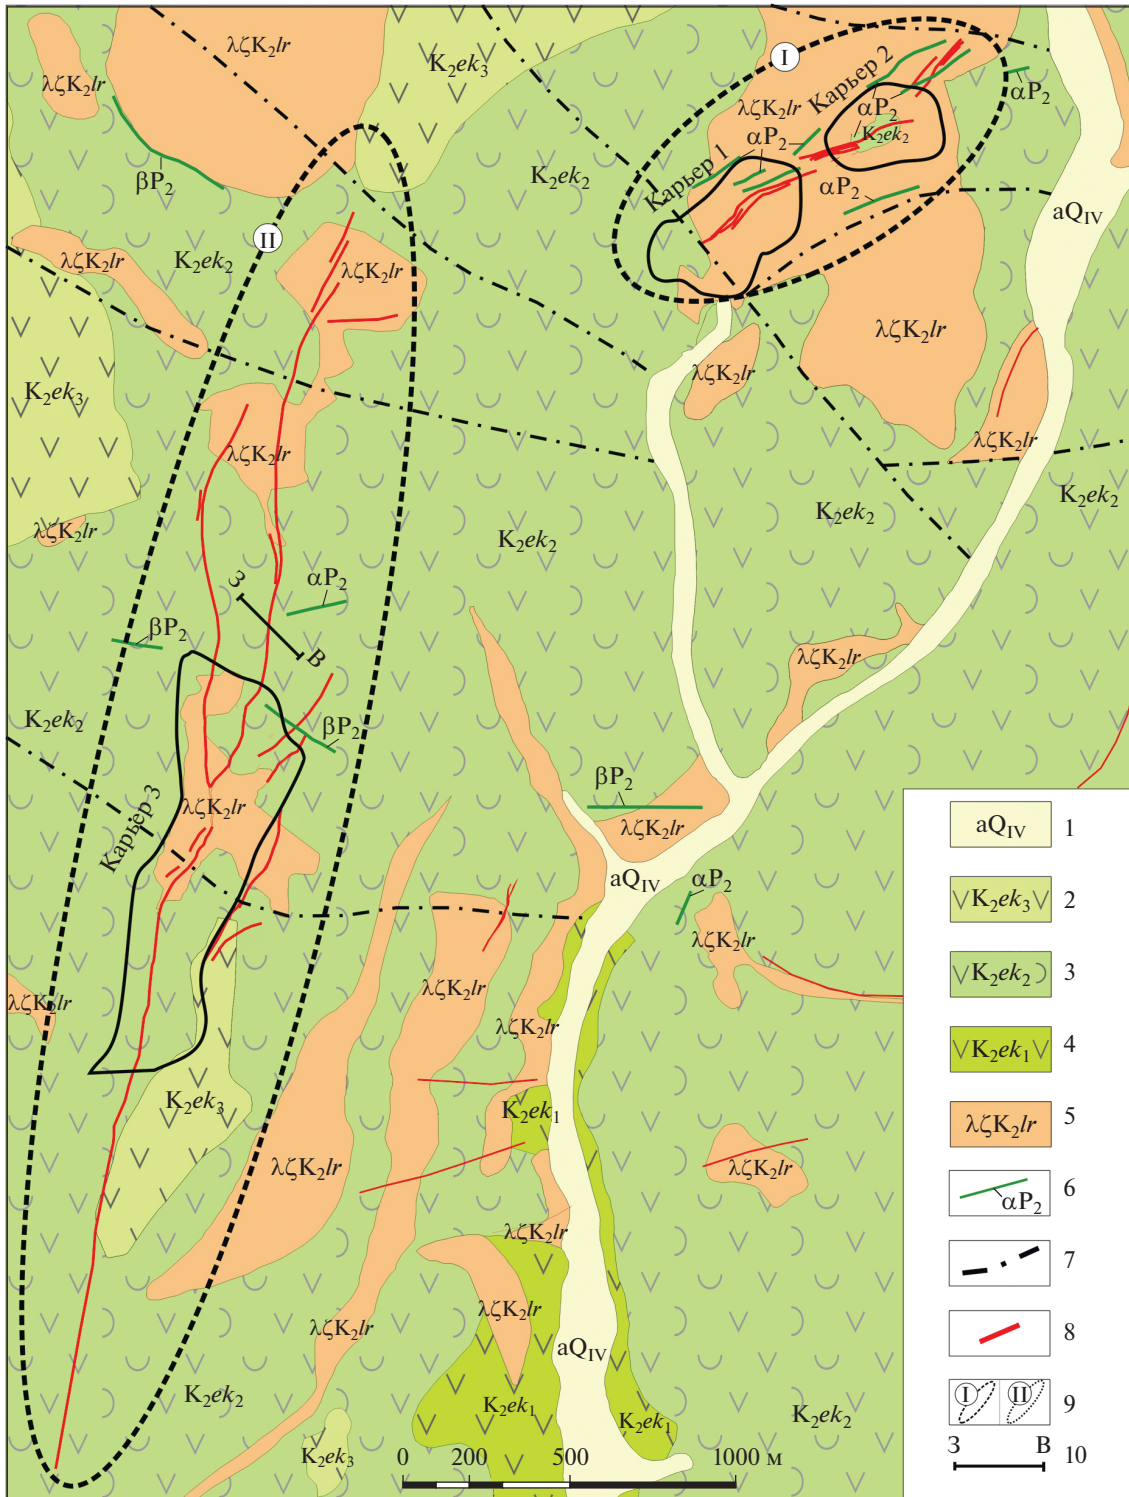 λζK₂lr
K₂ek₃
λζK₂lr
I
Карьер 2
αP₂
λζK₂lr
αP₂
K₂ek₂
αP₂
βP₂
K₂ek₂
Карьер 1
αP₂
aQIV
II
K₂ek₂
λζK₂lr
λζK₂lr
λζK₂lr
K₂ek₃
λζK₂lr
λζK₂lr
λζK₂lr
K₂ek₂
K₂ek₂
λζK₂lr
K₂ek₂
αP₂
З
В
βP₂
λζK₂lr
K₂ek₂
βP₂
βP₂
λζK₂lr
λζK₂lr
Карьер 3
aQIV
αP₂
λζK₂lr
λζK₂lr
λζK₂lr
λζK₂lr
K₂ek₃
K₂ek₁
λζK₂lr
λζK₂lr
λζK₂lr
λζK₂lr
λζK₂lr
aQIV
K₂ek₂
K₂ek₁
K₂ek₁
K₂ek₂
K₂ek₃
0 200 500 1000 м
aQIV 1
K₂ek₃ 2
K₂ek₂ 3
K₂ek₁ 4
λζK₂lr 5
αP₂ 6
7
8
I II 9
З В 10